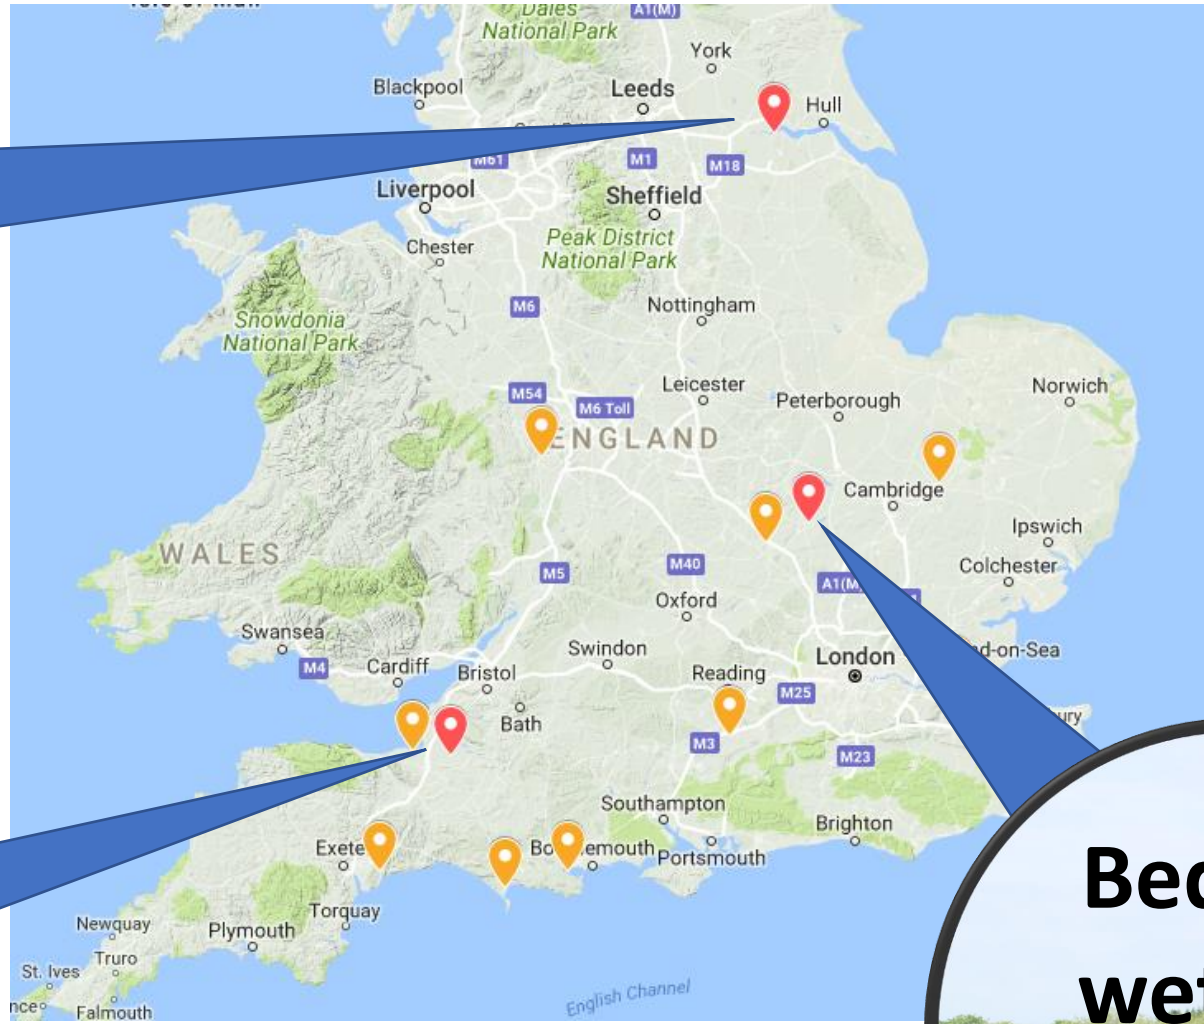 Dales
National Park
A1(M)
York
Blackpool
Leeds
Hull
M61
M1
M18
Liverpool
Sheffield
Chester
Peak District
National Park
M6
Nottingham
Snowdonia
National Park
M54
Leicester
Norwich
M6 Toll
Peterborough
ENGLAND
Cambridge
Ipswich
WALES
M5
M40
Colchester
A1(M)
Oxford
Swansea
Swindon
London
d-on-Sea
M4
Cardiff
Bristol
Reading
M25
Bath
ury
M3
M23
Southampton
Brighton
Exete
Bo emouth
Portsmouth
Torquay
Newquay
Plymouth
Truro
St. Ives
nce
Falmouth
English Channel
Bed
wet